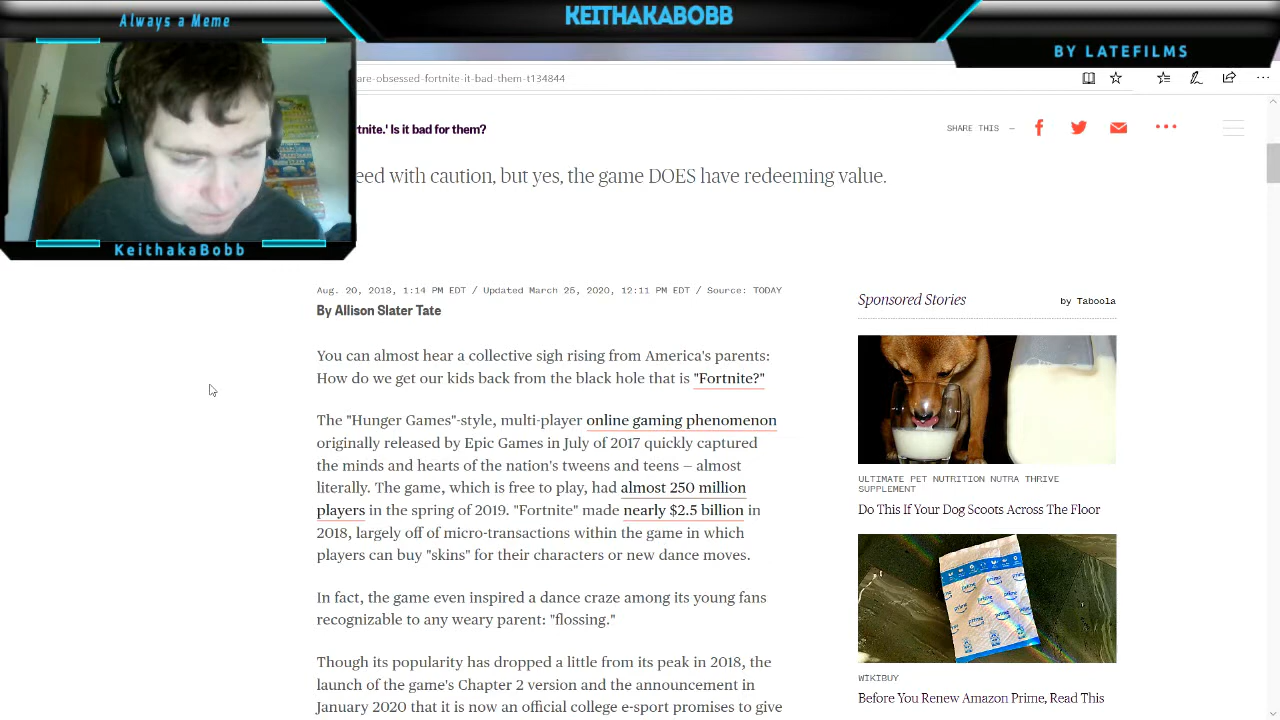 Always a Meme
KEITHAKABOBB
BY LATEFILMS
are-obsessed-fortnite-it-bad-them-t134844
tnite.' Is it bad for them?
SHARE THIS –
eed with caution, but yes, the game DOES have redeeming value.
KeithakaBobb
Aug. 20, 2018, 1:14 PM EDT / Updated March 25, 2020, 12:11 PM EDT / Source: TODAY
By Allison Slater Tate
You can almost hear a collective sigh rising from America's parents:
How do we get our kids back from the black hole that is "Fortnite?"
The "Hunger Games"-style, multi-player online gaming phenomenon
originally released by Epic Games in July of 2017 quickly captured
the minds and hearts of the nation's tweens and teens — almost
literally. The game, which is free to play, had almost 250 million
players in the spring of 2019. "Fortnite" made nearly $2.5 billion in
2018, largely off of micro-transactions within the game in which
players can buy "skins" for their characters or new dance moves.
In fact, the game even inspired a dance craze among its young fans
recognizable to any weary parent: "flossing."
Though its popularity has dropped a little from its peak in 2018, the
launch of the game's Chapter 2 version and the announcement in
January 2020 that it is now an official college e-sport promises to give
Sponsored Stories
by Taboola
ULTIMATE PET NUTRITION NUTRA THRIVE
SUPPLEMENT
Do This If Your Dog Scoots Across The Floor
prime
WIKIBUY
Before You Renew Amazon Prime, Read This